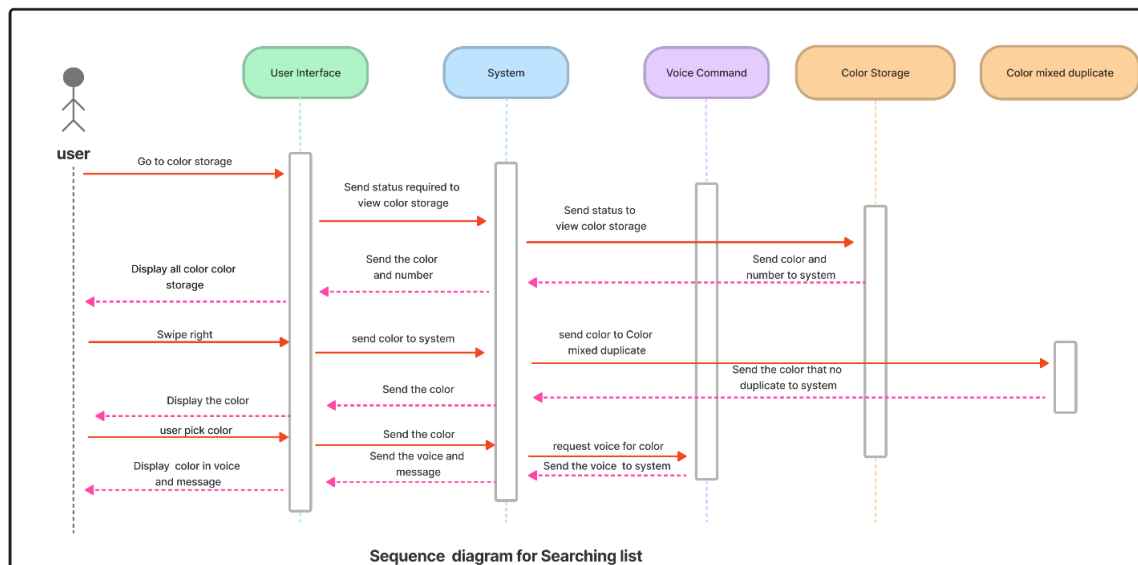 User Interface
System
Voice Command
Color Storage
Color mixed duplicate
user
Go to color storage
Send status required to
view color storage
Send status to
view color storage
Send color and
number to system
Send the color
and number
Display all color color
storage
Swipe right
send color to system
send color to Color
mixed duplicate
Send the color that no
duplicate to system
Send the color
Display the color
user pick color
Send the color
request voice for color
Send the voice to system
Send the voice and
message
Display color in voice
and message
Sequence diagram for Searching list